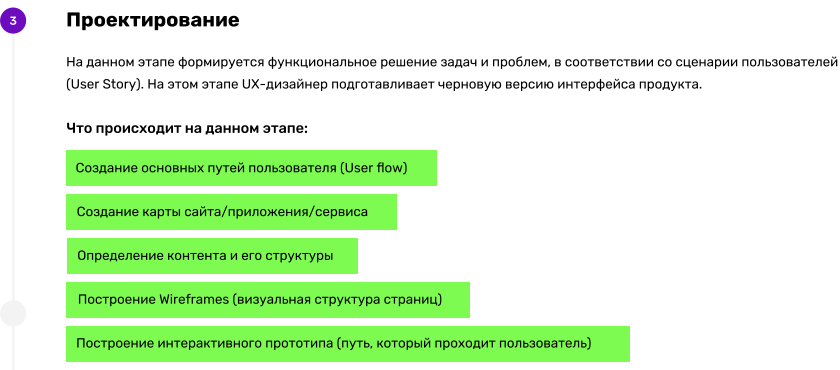 3
Проектирование
На данном этапе формируется функциональное решение задач и проблем, в соответствии со сценарии пользователей
(User Story). На этом этапе UX-дизайнер подготавливает черновую версию интерфейса продукта.
Что происходит на данном этапе:
Создание основных путей пользователя (User flow)
Создание карты сайта/приложения/сервиса
Определение контента и его структуры
Построение Wireframes (визуальная структура страниц)
Построение интерактивного прототипа (путь, который проходит пользователь)